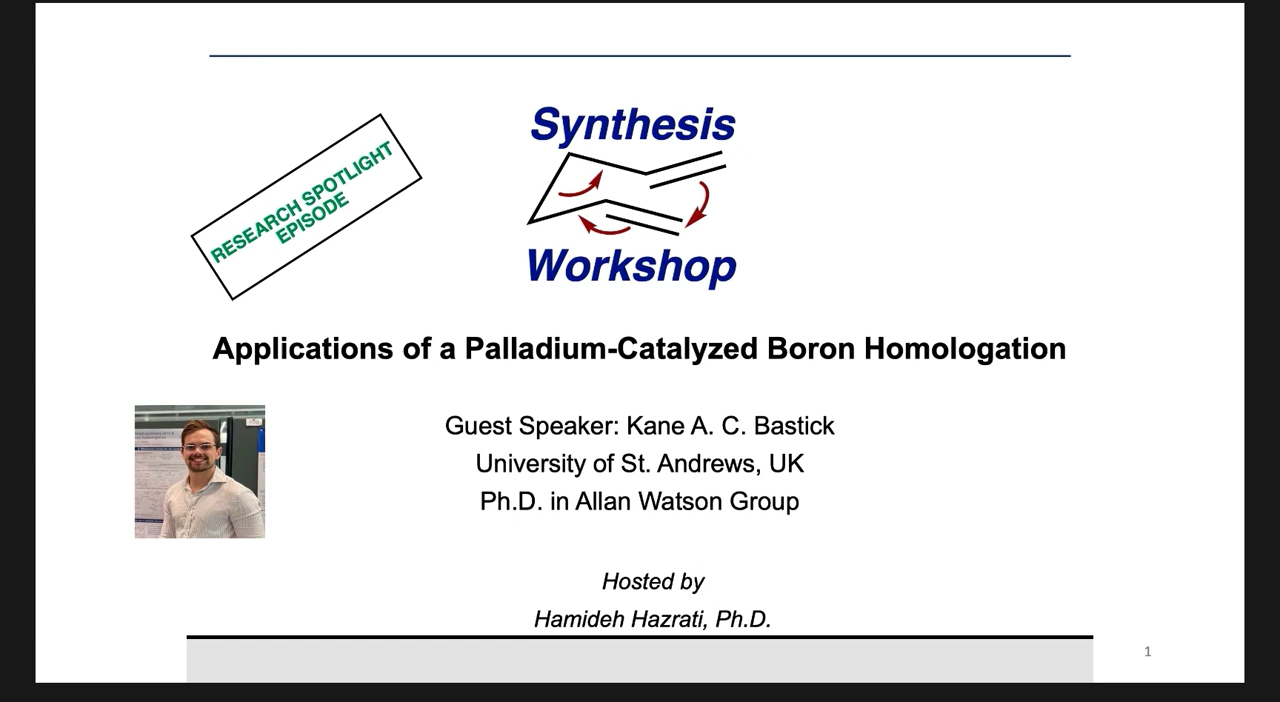 Synthesis
RESEARCH SPOTLIGHT
EPISODE
Workshop
Applications of a Palladium-Catalyzed Boron Homologation
Guest Speaker: Kane A. C. Bastick
University of St. Andrews, UK
Ph.D. in Allan Watson Group
Hosted by
Hamideh Hazrati, Ph.D.
1